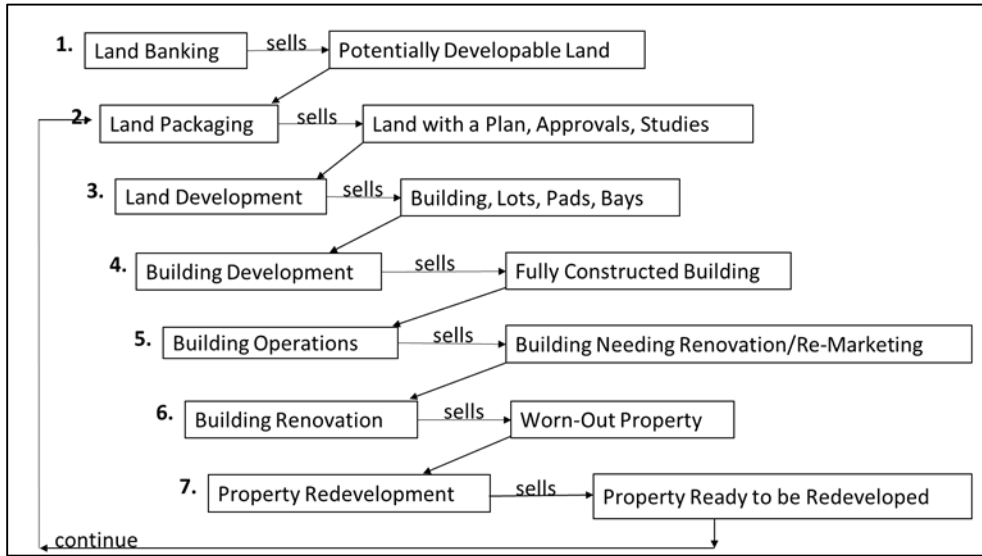 1. Land Banking sells Potentially Developable Land
2. Land Packaging sells Land with a Plan, Approvals, Studies
3. Land Development sells Building, Lots, Pads, Bays
4. Building Development sells Fully Constructed Building
5. Building Operations sells Building Needing Renovation/Re-Marketing
6. Building Renovation sells Worn-Out Property
7. Property Redevelopment sells Property Ready to be Redeveloped
continue